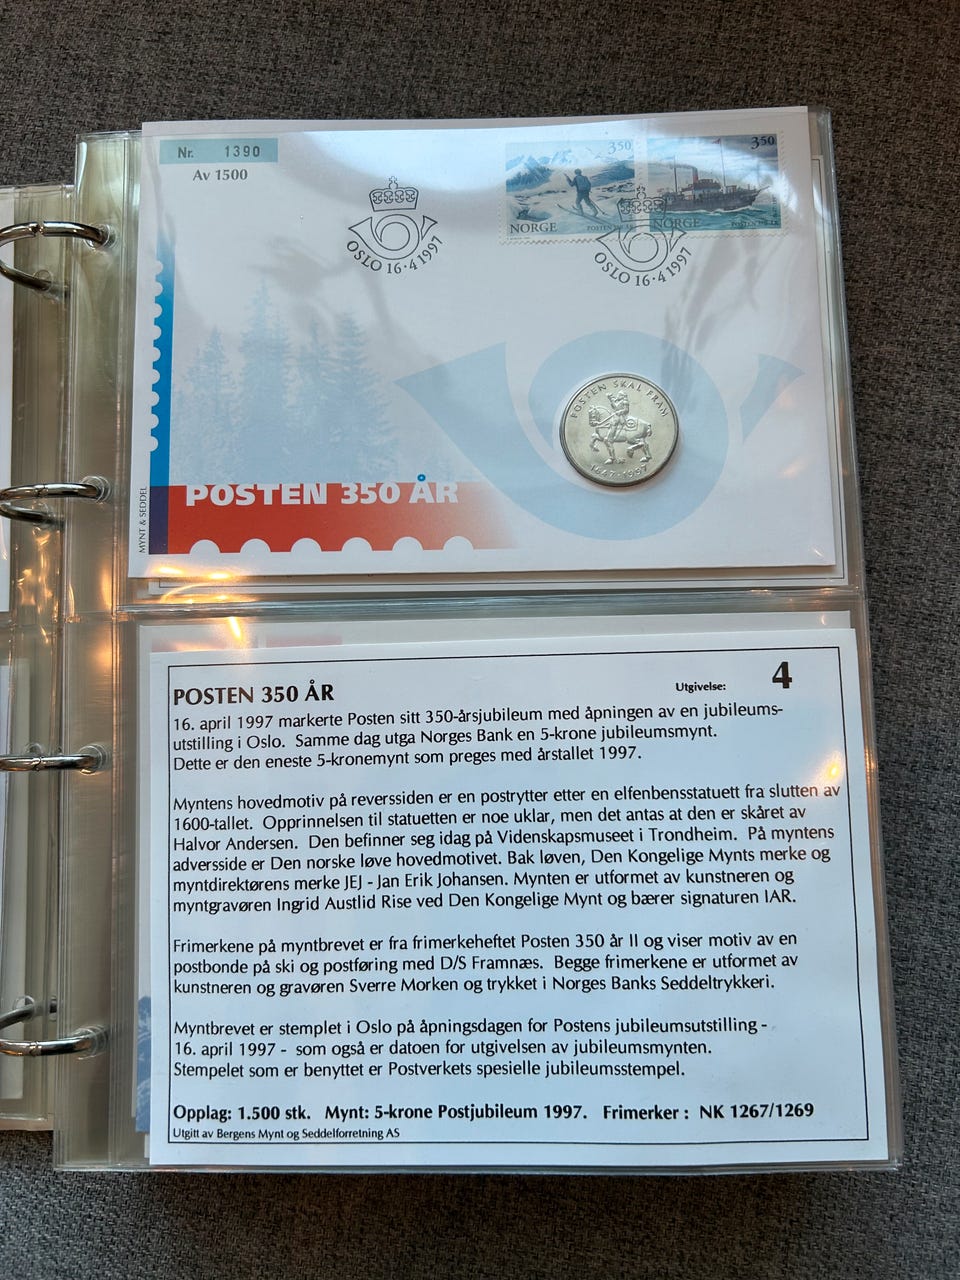 Nr. 1390
Av 1500
OSLO 16·4 1997
3⁵⁰
NORGE
POSTEN 350 ÅR
3⁵⁰
NORGE
OSLO 16·4 1997
POSTEN SKAL FRAM
1647·1997
POSTEN 350 ÅR
MYNT & SEDDEL
POSTEN 350 ÅR
Utgivelse: 4
16. april 1997 markerte Posten sitt 350-årsjubileum med åpningen av en jubileums-
utstilling i Oslo. Samme dag utga Norges Bank en 5-krone jubileumsmynt.
Dette er den eneste 5-kronemynt som preges med årstallet 1997.
Myntens hovedmotiv på reverssiden er en postrytter etter en elfenbensstatuett fra slutten av
1600-tallet. Opprinnelsen til statuetten er noe uklar, men det antas at den er skåret av
Halvor Andersen. Den befinner seg idag på Videnskapsmuseet i Trondheim. På myntens
adversside er Den norske løve hovedmotivet. Bak løven, Den Kongelige Mynts merke og
myntdirektørens merke JEJ - Jan Erik Johansen. Mynten er utformet av kunstneren og
myntgravøren Ingrid Austlid Rise ved Den Kongelige Mynt og bærer signaturen IAR.
Frimerkene på myntbrevet er fra frimerkeheftet Posten 350 år II og viser motiv av en
postbonde på ski og postføring med D/S Framnæs. Begge frimerkene er utformet av
kunstneren og gravøren Sverre Morken og trykket i Norges Banks Seddeltrykkeri.
Myntbrevet er stemplet i Oslo på åpningsdagen for Postens jubileumsutstilling -
16. april 1997 - som også er datoen for utgivelsen av jubileumsmynten.
Stempelet som er benyttet er Postverkets spesielle jubileumsstempel.
Opplag: 1.500 stk. Mynt: 5-krone Postjubileum 1997. Frimerker : NK 1267/1269
Utgitt av Bergens Mynt og Seddelforretning AS